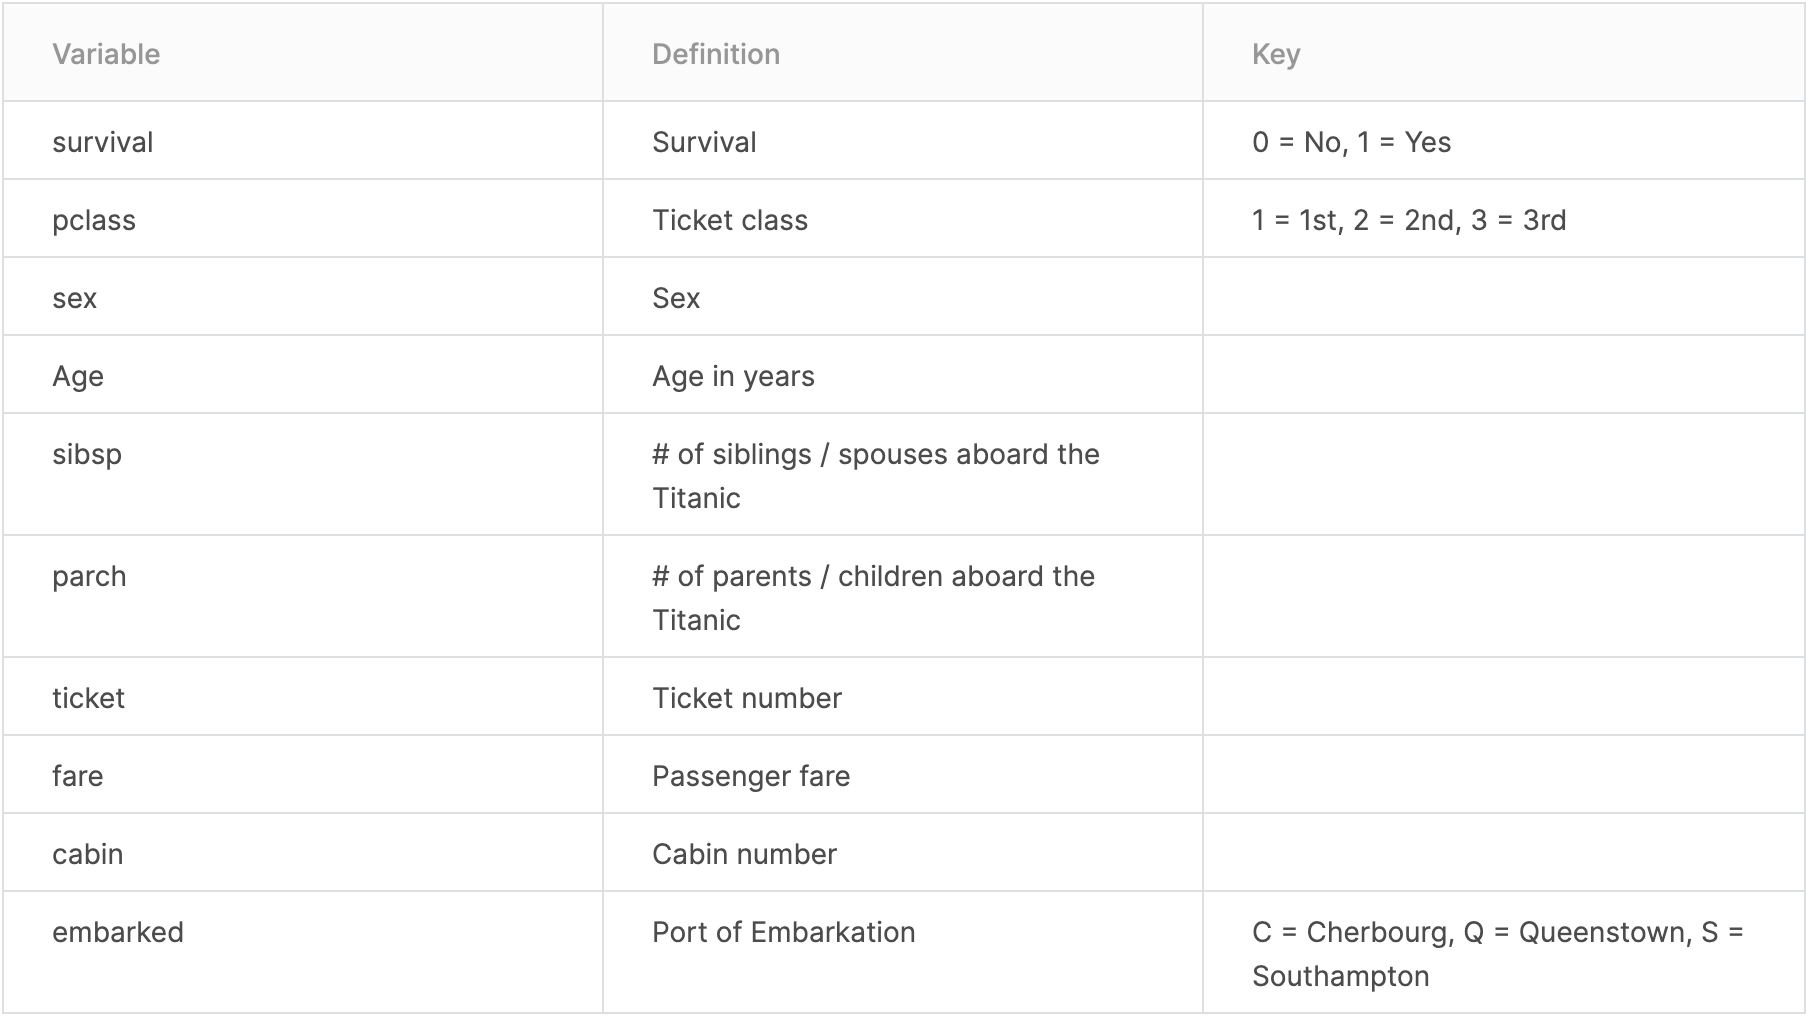 Variable Definition Key
survival Survival 0 = No, 1 = Yes
pclass Ticket class 1 = 1st, 2 = 2nd, 3 = 3rd
sex Sex
Age Age in years
sibsp # of siblings / spouses aboard the
Titanic
parch # of parents / children aboard the
Titanic
ticket Ticket number
fare Passenger fare
cabin Cabin number
embarked Port of Embarkation C = Cherbourg, Q = Queenstown, S =
Southampton